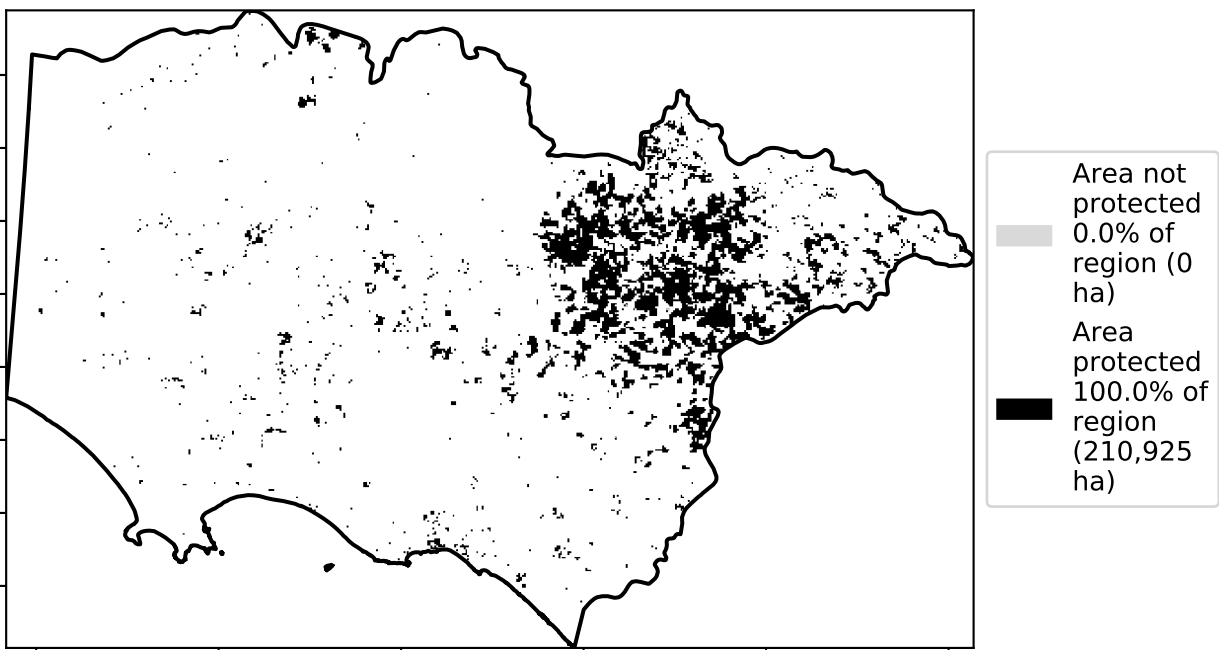 Area not
protected
0.0% of
region (0
ha)
Area
protected
100.0% of
region
(210,925
ha)